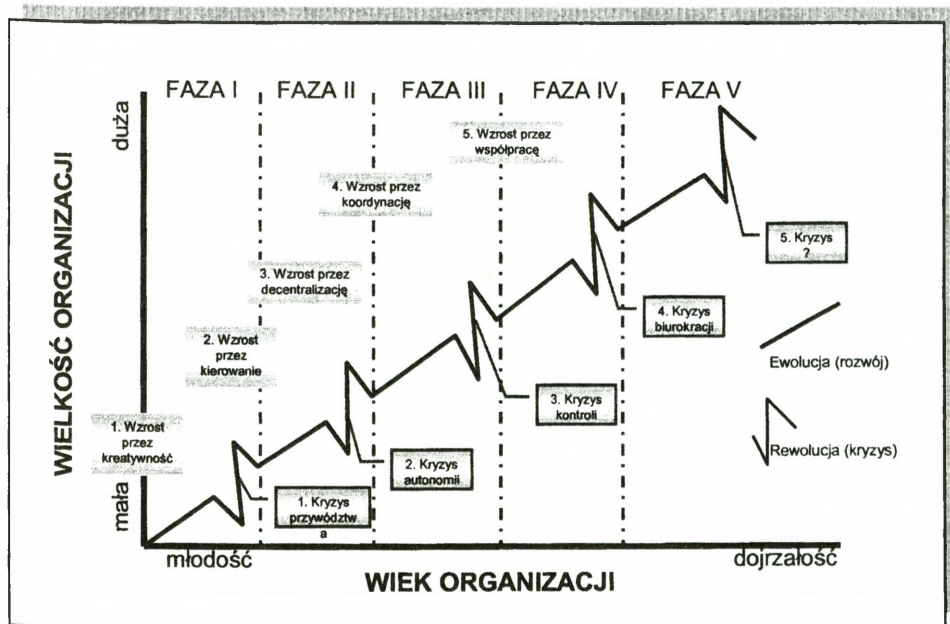 FAZA I
FAZA II
FAZA III
FAZA IV
FAZA V
duża
WIELKOŚĆ ORGANIZACJI
mała
5. Wzrost przez
współpracę
4. Wzrost przez
koordynację
3. Wzrost przez
decentralizację
2. Wzrost
przez
kierowanie
1. Wzrost
przez
kreatywność
5. Kryzys
?
4. Kryzys
biurokracji
3. Kryzys
kontroli
2. Kryzys
autonomii
1. Kryzys
przywództw
a
Ewolucja (rozwój)
Rewolucja (kryzys)
młodość
dojrzałość
WIEK ORGANIZACJI